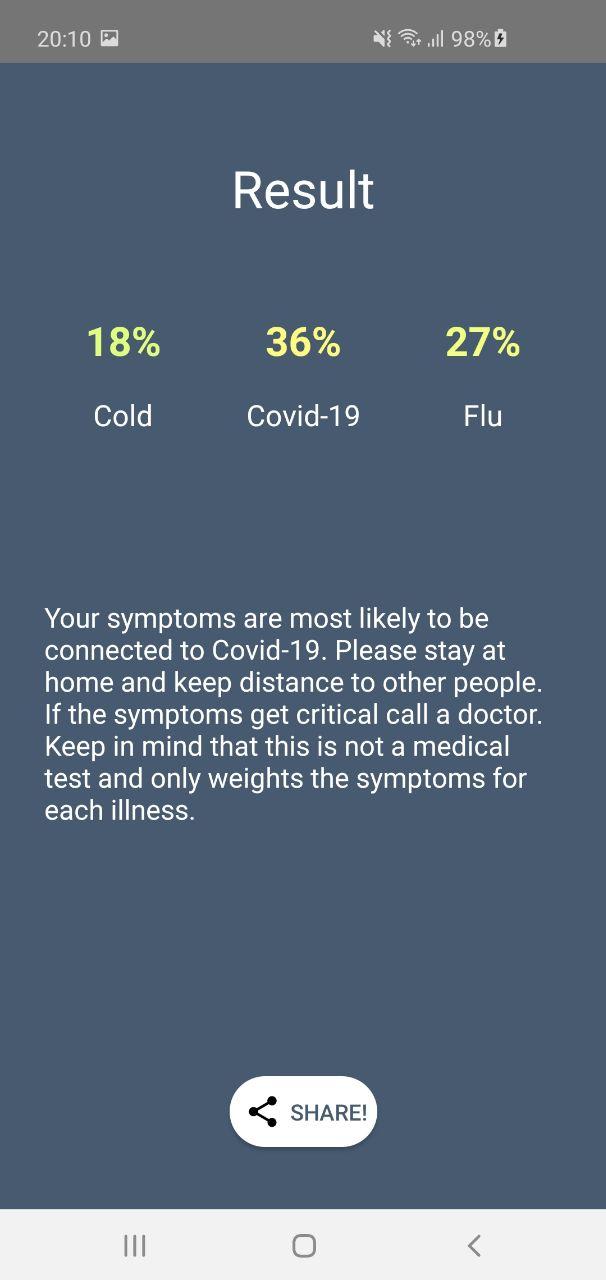 20:10 98%
Result
18% 36% 27%
Cold Covid-19 Flu
Your symptoms are most likely to be
connected to Covid-19. Please stay at
home and keep distance to other people.
If the symptoms get critical call a doctor.
Keep in mind that this is not a medical
test and only weights the symptoms for
each illness.
SHARE!